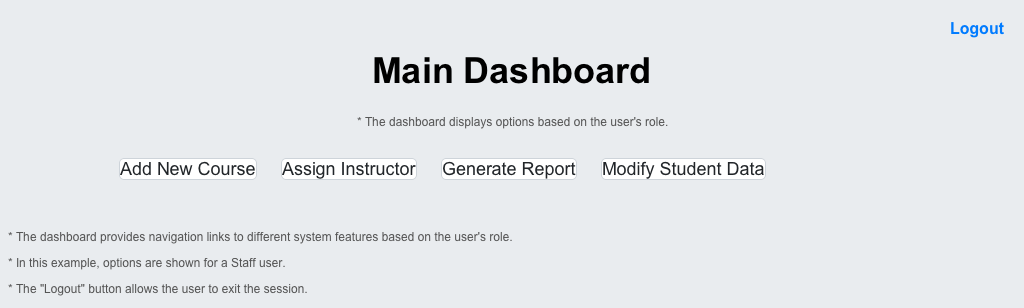 Logout
Main Dashboard
* The dashboard displays options based on the user's role.
Add New Course Assign Instructor Generate Report Modify Student Data
* The dashboard provides navigation links to different system features based on the user's role.
* In this example, options are shown for a Staff user.
* The "Logout" button allows the user to exit the session.